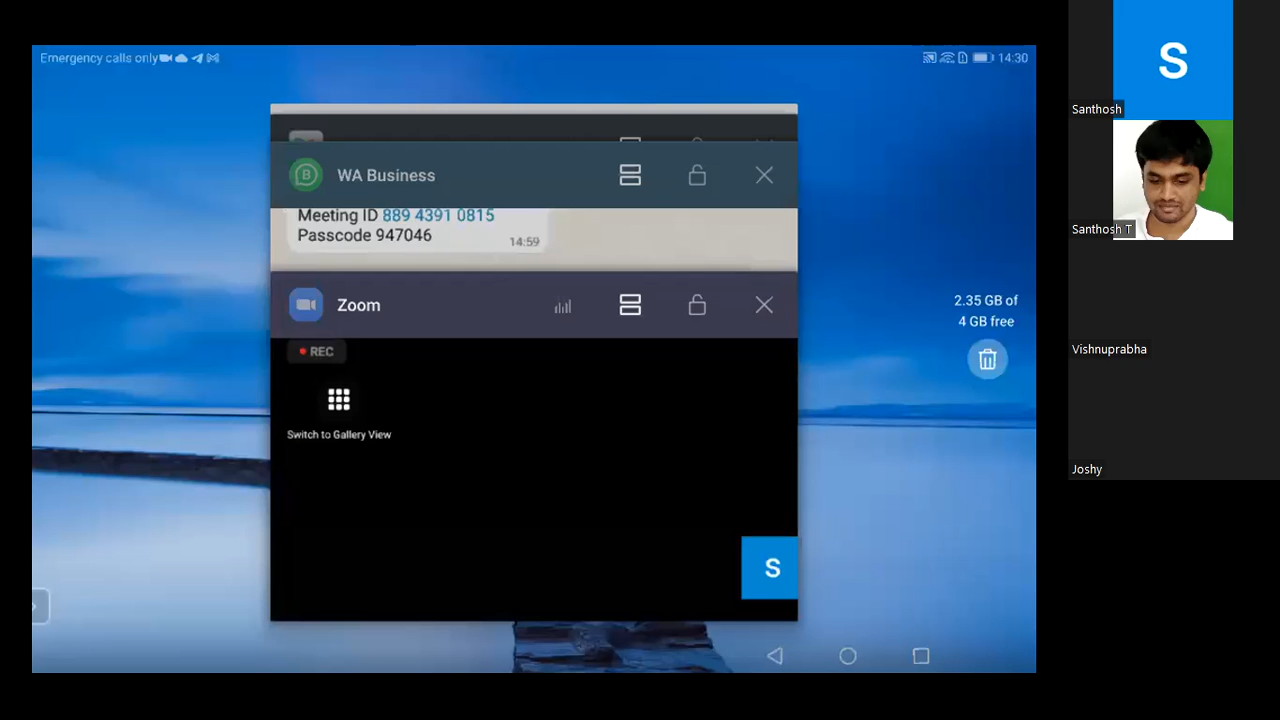 Emergency calls only
14:30
WA Business
Meeting ID 889 4391 0815
Passcode 947046
14:59
Zoom
REC
Switch to Gallery View
S
2.35 GB of
4 GB free
S
Santhosh
Santhosh T
Vishnuprabha
Joshy